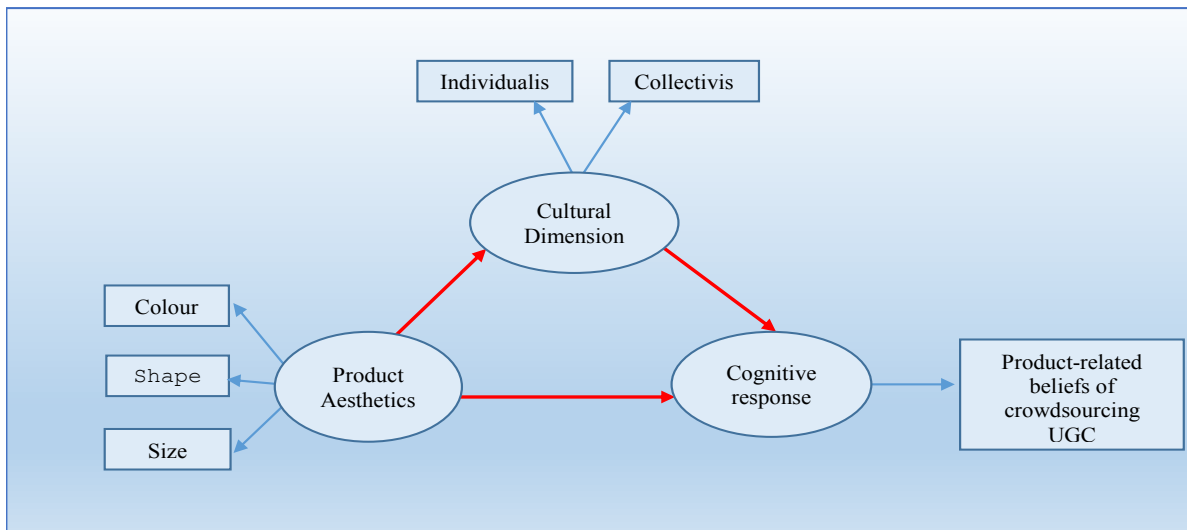 Individualis
Collectivis
Cultural
Dimension
Colour
Shape
Size
Product
Aesthetics
Cognitive
response
Product-related
beliefs of
crowdsourcing
UGC